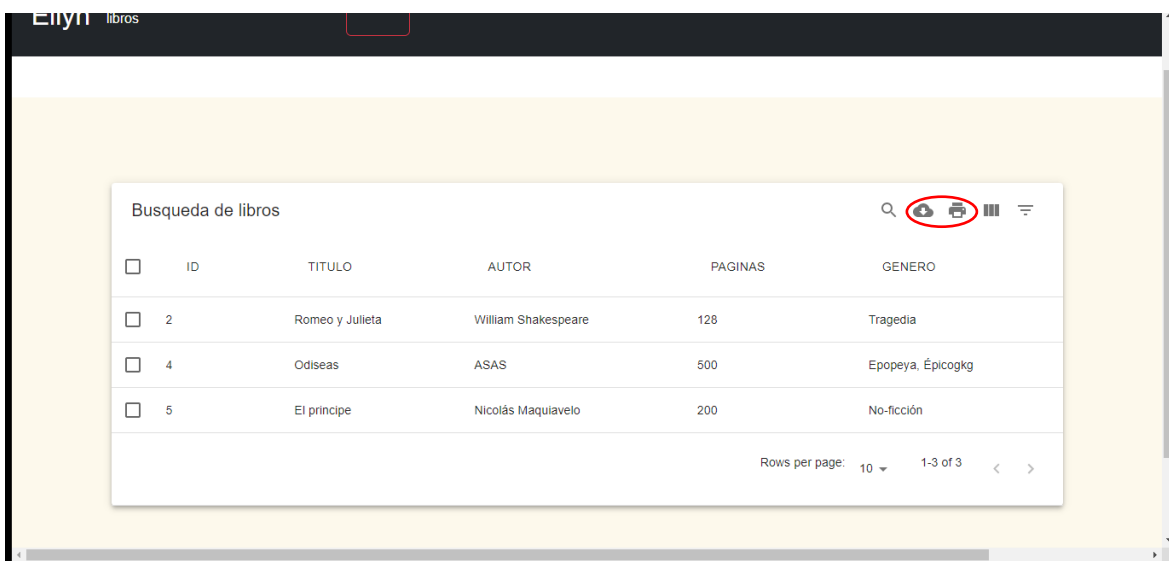 libros
Busqueda de libros
ID TITULO AUTOR PAGINAS GENERO
2 Romeo y Julieta William Shakespeare 128 Tragedia
4 Odiseas ASAS 500 Epopeya, Épicogkg
5 El principe Nicolás Maquiavelo 200 No-ficción
Rows per page: 10 1-3 of 3